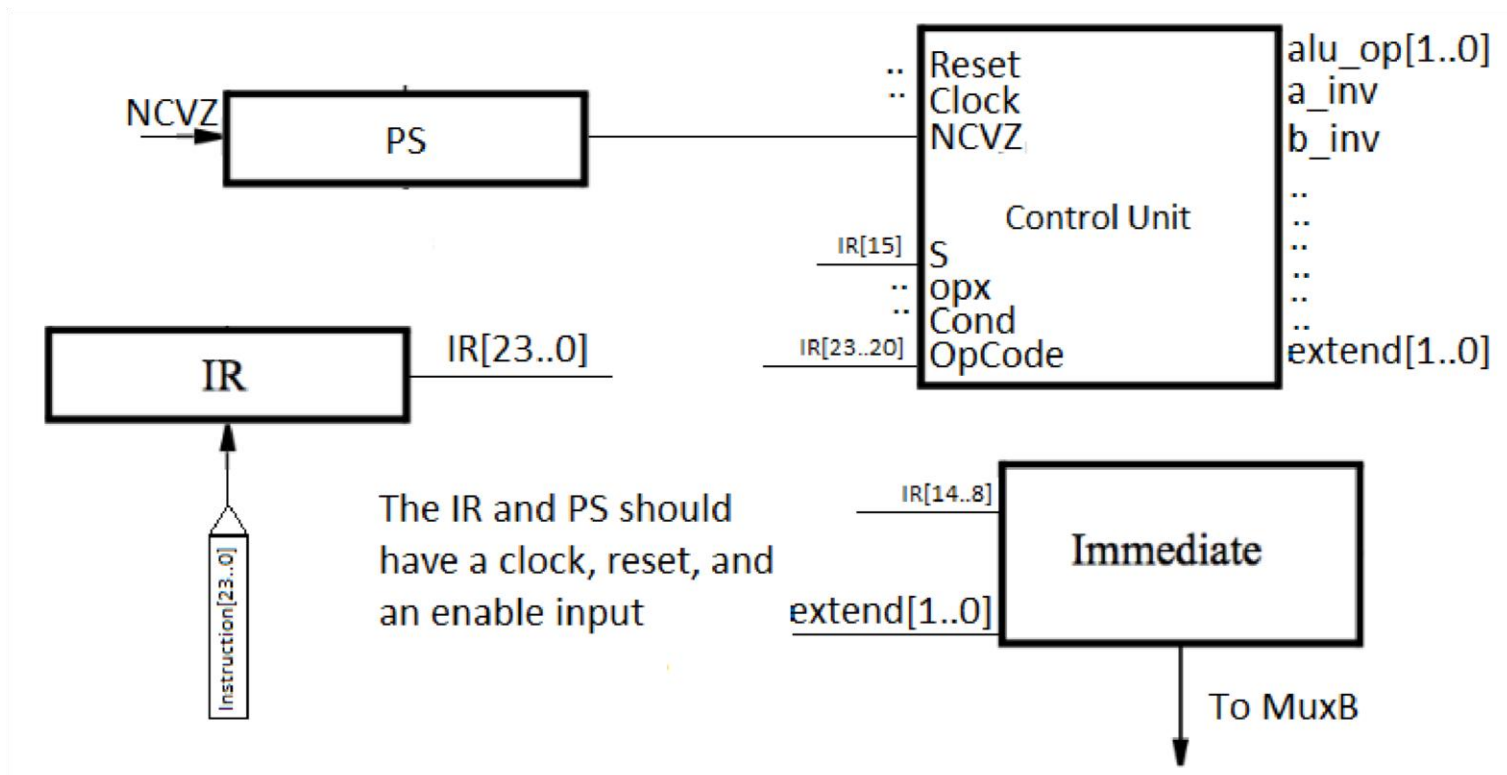 NCVZ
PS
..
Reset
..
Clock
NCVZ
Control Unit
IR[15]
S
..
opx
..
Cond
IR[23..20]
OpCode
alu_op[1..0]
a_inv
b_inv
..
..
..
..
..
..
extend[1..0]
IR
IR[23..0]
Instruction[23..0]
The IR and PS should
have a clock, reset, and
an enable input
IR[14..8]
extend[1..0]
Immediate
To MuxB